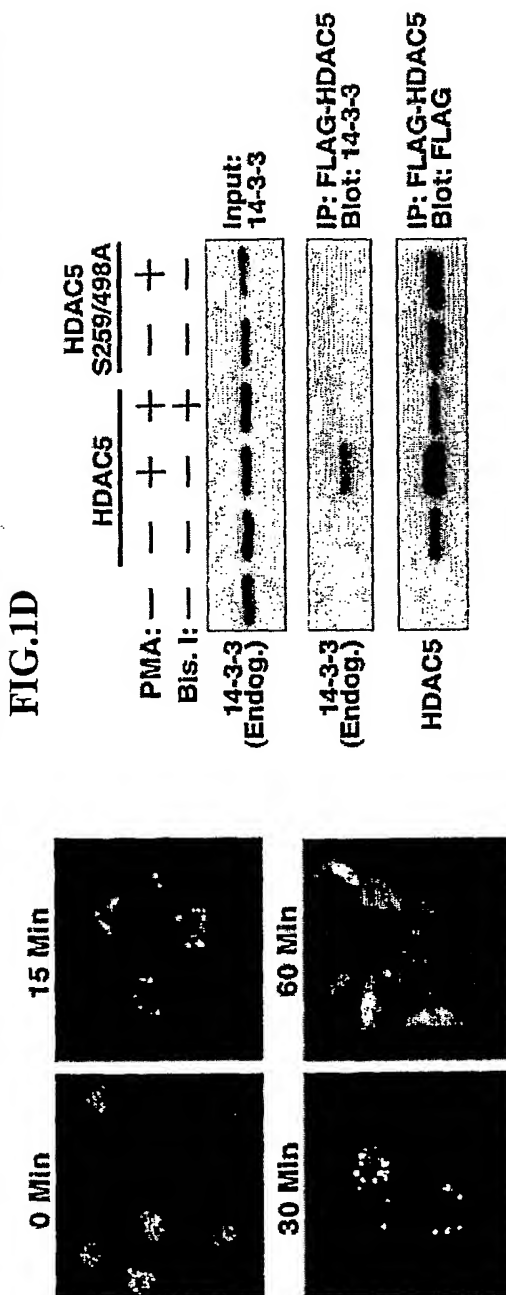 FIG.1D
HDAC5
HDAC5
S259/498A
PMA: — — + + — +
Bis. I: — — — + — —
14-3-3
(Endog.)
Input:
14-3-3
14-3-3
(Endog.)
IP: FLAG-HDAC5
Blot: 14-3-3
HDAC5
IP: FLAG-HDAC5
Blot: FLAG
0 Min
15 Min
30 Min
60 Min